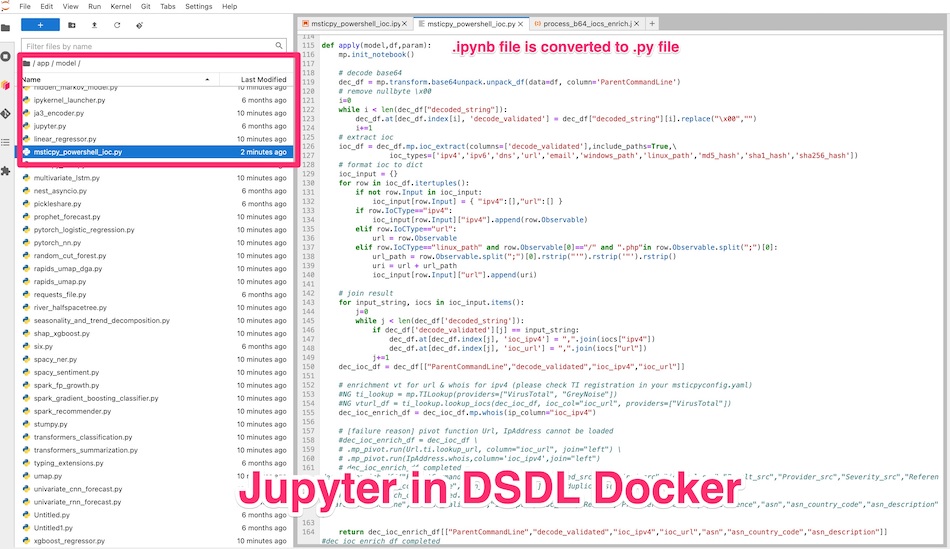 File Edit View Run Kernel Git Tabs Settings Help
msticpy_powershell_ioc.ipy
msticpy_powershell_ioc.py
process_b64_iocs_enrich.j
Filter files by name
/ app / model /
Name Last Modified
hidden_markov_model.py 10 minutes ago
ipykernel_launcher.py 6 months ago
ja3_encoder.py 10 minutes ago
jupyter.py 6 months ago
linear_regressor.py 10 minutes ago
msticpy_powershell_ioc.py 2 minutes ago
multivariate_lstm.py 10 minutes ago
nest_asyncio.py 6 months ago
pickleshare.py 6 months ago
prophet_forecast.py 10 minutes ago
pytorch_logistic_regression.py 10 minutes ago
pytorch_nn.py 10 minutes ago
random_cut_forest.py 10 minutes ago
rapids_umap_dga.py 10 minutes ago
rapids_umap.py 10 minutes ago
requests_file.py 6 months ago
river_halfspacetree.py 10 minutes ago
seasonality_and_trend_decomposition.py 10 minutes ago
shap_xgboost.py 10 minutes ago
six.py 6 months ago
spacy_ner.py 10 minutes ago
spacy_sentiment.py 10 minutes ago
spark_fp_growth.py 10 minutes ago
spark_gradient_boosting_classifier.py 10 minutes ago
spark_recommender.py 10 minutes ago
stumpy.py 10 minutes ago
transformers_classification.py 10 minutes ago
transformers_summarization.py 10 minutes ago
typing_extensions.py 6 months ago
umap.py 10 minutes ago
univariate_cnn_forecast.py 10 minutes ago
univariate_rnn_forecast.py 10 minutes ago
Untitled.py 10 minutes ago
Untitled1.py 10 minutes ago
xgboost_regressor.py 10 minutes ago
.ipynb file is converted to .py file
114
115 def apply(model,df,param):
116 mp.init_notebook()
117
118 # decode base64
119 dec_df = mp.transform.base64unpack.unpack_df(data=df, column='ParentCommandLine')
120 # remove nullbyte \x00
121 i=0
122 while i < len(dec_df["decoded_string"]):
123 dec_df.at[dec_df.index[i], 'decode_validated'] = dec_df["decoded_string"][i].replace("\x00","")
124 i+=1
125 # extract ioc
126 ioc_df = dec_df.mp.ioc_extract(columns=['decode_validated'],include_paths=True,\
127 ioc_types=['ipv4','ipv6','dns','url','email','windows_path','linux_path','md5_hash','sha1_hash','sha256_hash'])
128 # format ioc to dict
129 ioc_input = {}
130 for row in ioc_df.itertuples():
131 if not row.Input in ioc_input:
132 ioc_input[row.Input] = { "ipv4":[],"url":[] }
133 if row.IoCType=="ipv4":
134 ioc_input[row.Input]["ipv4"].append(row.Observable)
135 elif row.IoCType=="url":
136 url = row.Observable
137 elif row.IoCType=="linux_path" and row.Observable[0]=="/" and ".php"in row.Observable.split(";")[0]:
138 url_path = row.Observable.split(";")[0].rstrip("'").rstrip('"').rstrip()
139 uri = url + url_path
140 ioc_input[row.Input]["url"].append(uri)
141
142 # join result
143 for input_string, iocs in ioc_input.items():
144 j=0
145 while j < len(dec_df['decoded_string']):
146 if dec_df['decode_validated'][j] == input_string:
147 dec_df.at[dec_df.index[j], 'ioc_ipv4'] = ",".join(iocs["ipv4"])
148 dec_df.at[dec_df.index[j], 'ioc_url'] = ",".join(iocs["url"])
149 j+=1
150 dec_ioc_df = dec_df[["ParentCommandLine","decode_validated","ioc_ipv4","ioc_url"]]
151
152 # enrichment vt for url & whois for ipv4 (please check TI registration in your msticpyconfig.yaml)
153 #NG ti_lookup = mp.TILookup(providers=["VirusTotal", "GreyNoise"])
154 #NG vturl_df = ti_lookup.lookup_iocs(dec_ioc_df, ioc_col="ioc_url", providers=["VirusTotal"])
155 dec_ioc_enrich_df = dec_ioc_df.mp.whois(ip_column="ioc_ipv4")
156
157 # [failure reason] pivot function Url, IpAddress cannot be loaded
158 #dec_ioc_enrich_df = dec_ioc_df \
159 # .mp_pivot.run(Url.ti.lookup_url, column="ioc_url", join="left") \
160 # .mp_pivot.run(IpAddress.whois,column="ioc_ipv4",join="left")
161 # dec_ioc_enrich_df completed
Jupyter in DSDL Docker
163
164 return dec_ioc_enrich_df[["ParentCommandLine","decode_validated","ioc_ipv4","ioc_url","asn","asn_country_code","asn_description"]]
#dec_ioc_enrich_df completed